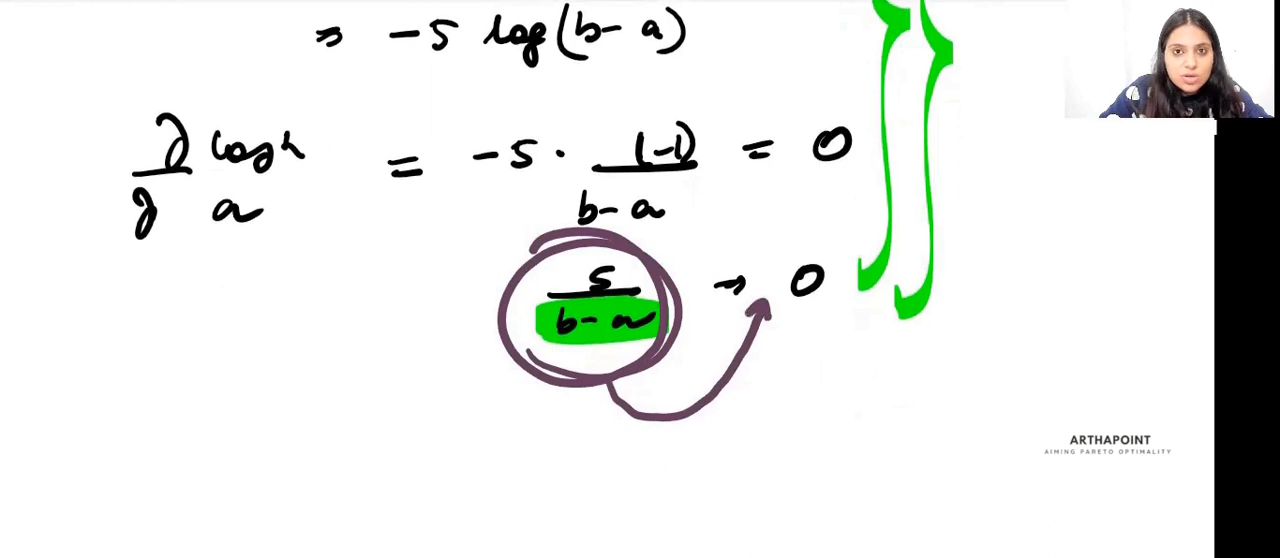 = -5 log(b-a)
∂ log L / ∂ a = -5 · (-1) / b-a = 0
5 / b-a → 0
ARTHAPOINT
AIMING PARETO OPTIMALITY